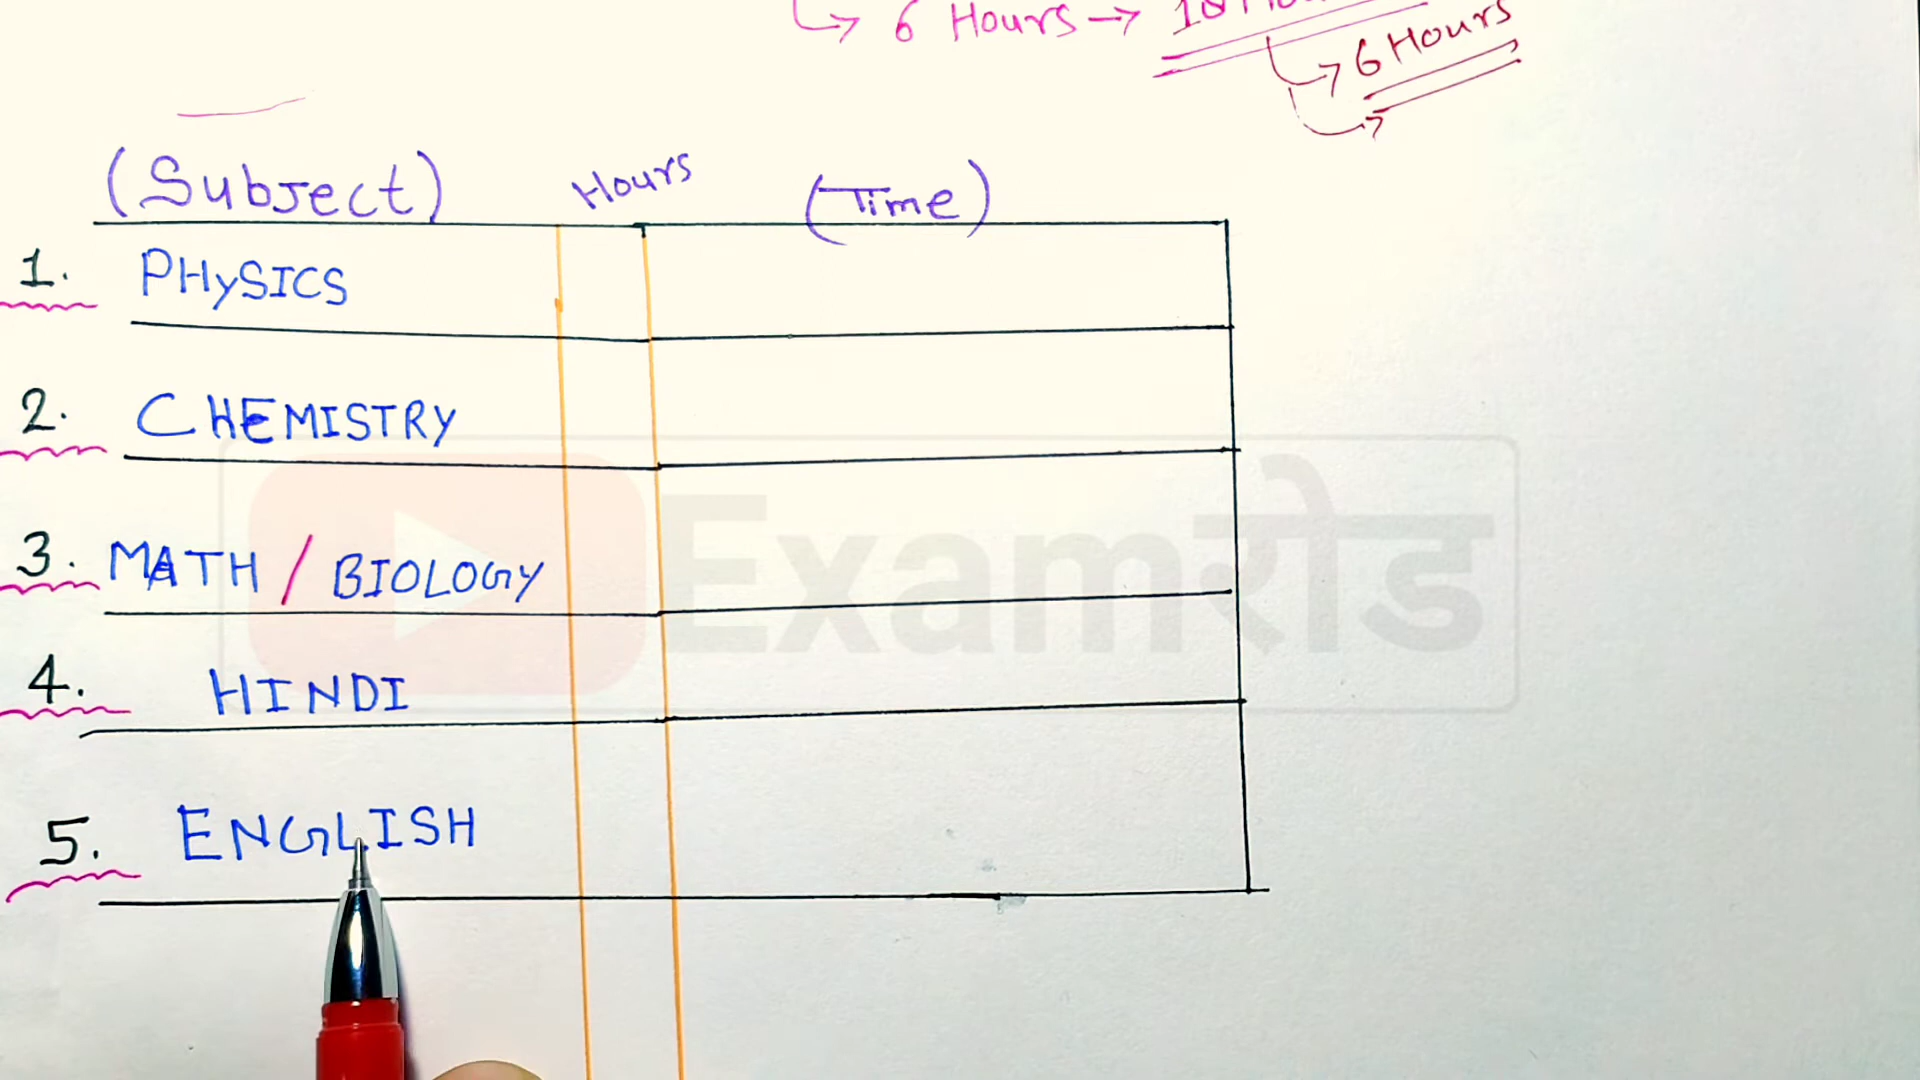 6 Hours →
6 Hours
(Subject) Hours (Time)
1. PHySICS
2. CHEMISTRY
3. MATH / BIOLOGY
4. HINDI
5. ENGLISH
Examरोड